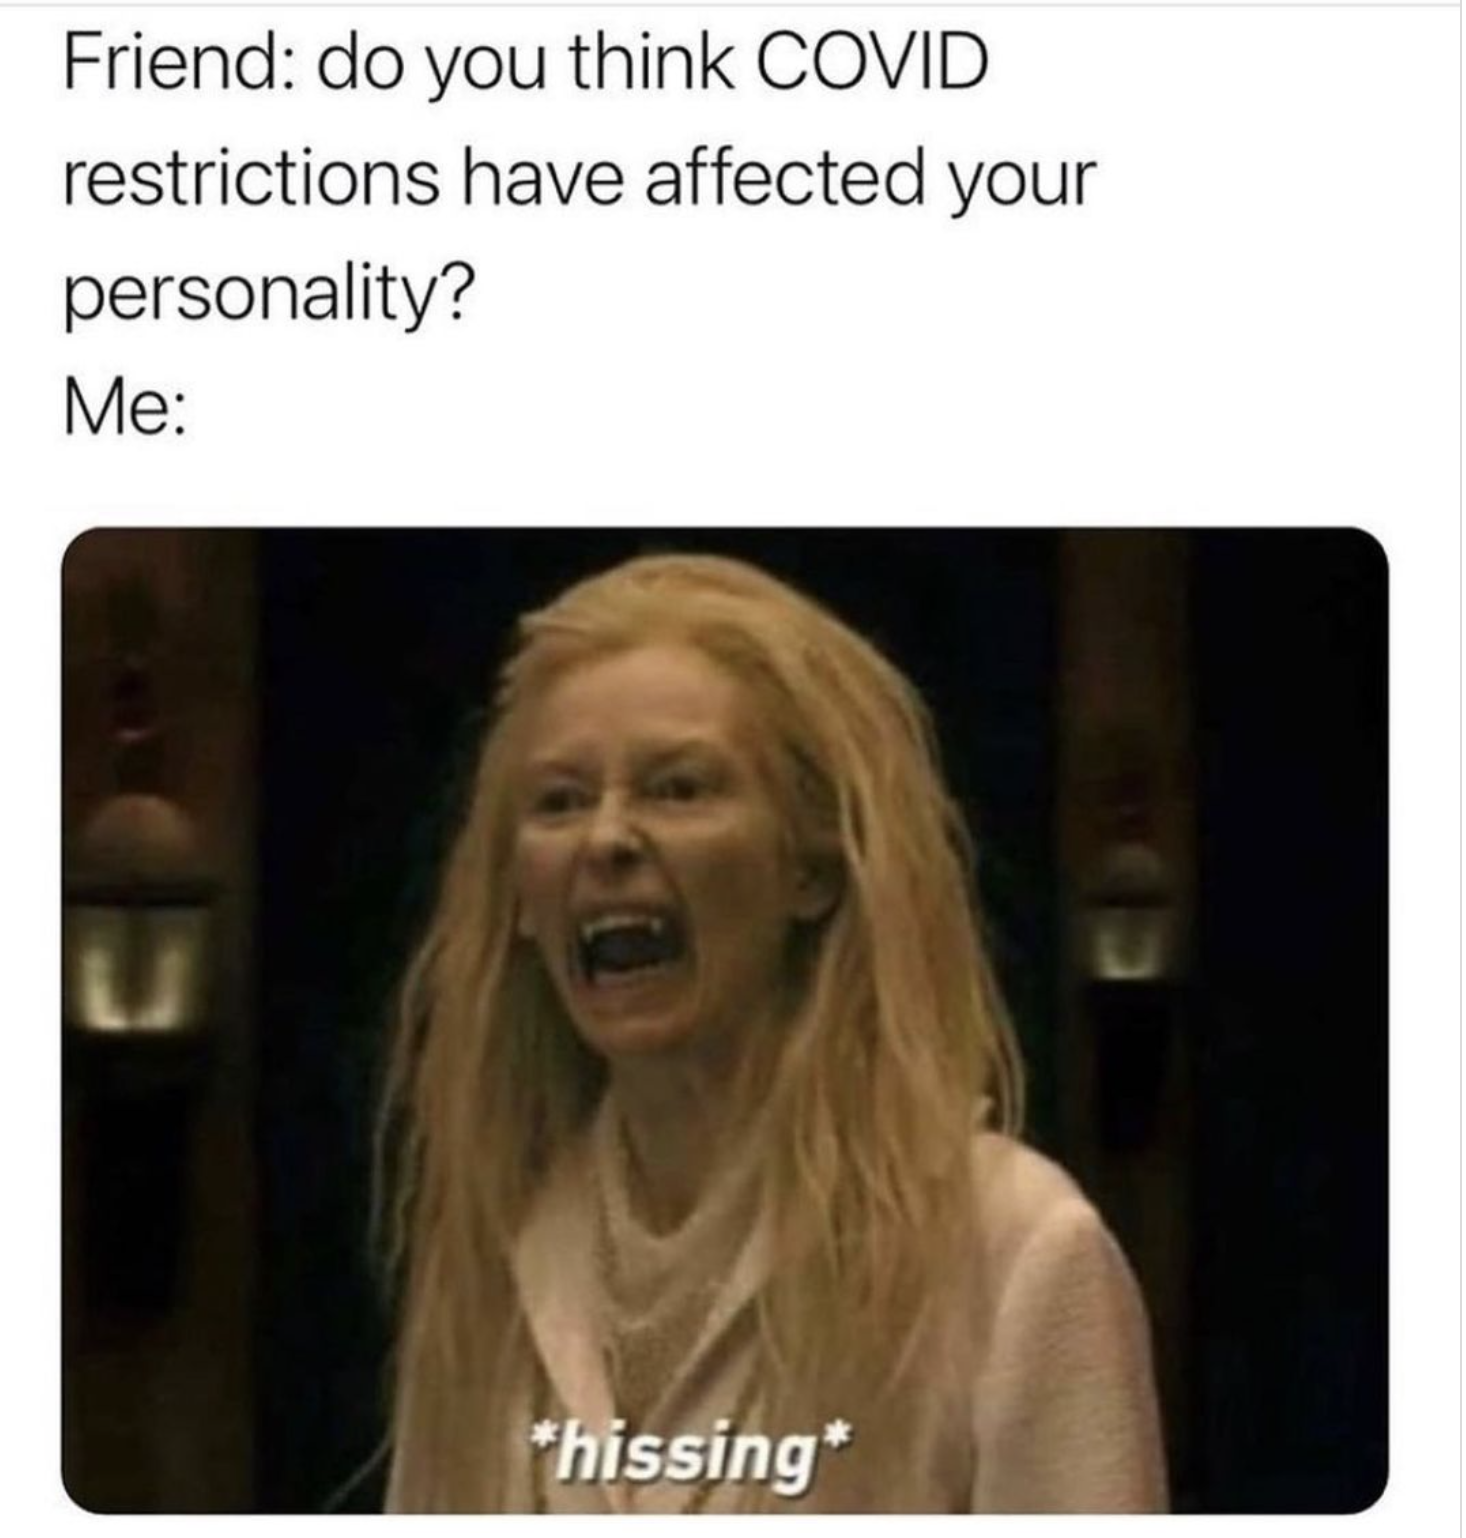 Friend: do you think COVID
restrictions have affected your
personality?
Me:
*hissing*